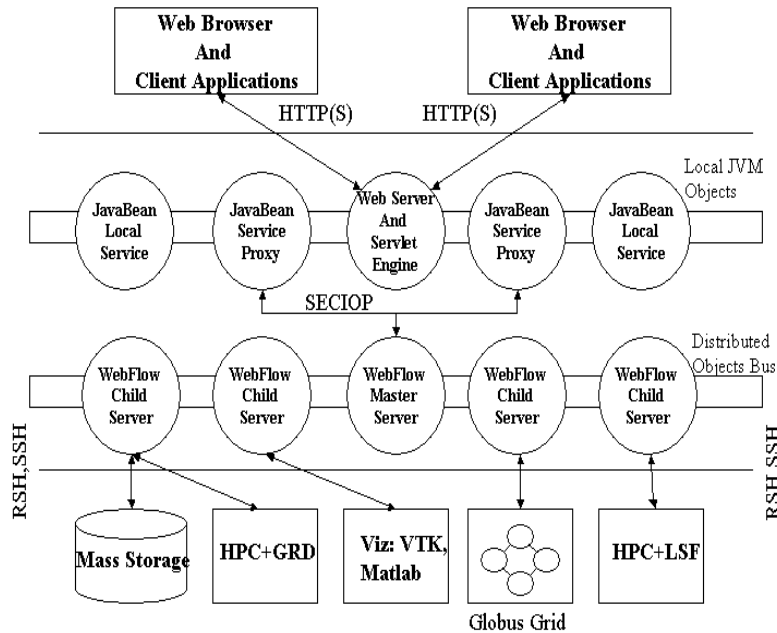 Web Browser
And
Client Applications
Web Browser
And
Client Applications
HTTP(S)
HTTP(S)
Local JVM
Objects
JavaBean
Local
Service
JavaBean
Service
Proxy
Web Server
And
Servlet
Engine
JavaBean
Service
Proxy
JavaBean
Local
Service
SECIOP
Distributed
Objects Bus
WebFlow
Child
Server
WebFlow
Child
Server
WebFlow
Master
Server
WebFlow
Child
Server
WebFlow
Child
Server
RSH,SSH
RSH,SSH
Mass Storage
HPC+GRD
Viz: VTK,
Matlab
HPC+LSF
Globus Grid